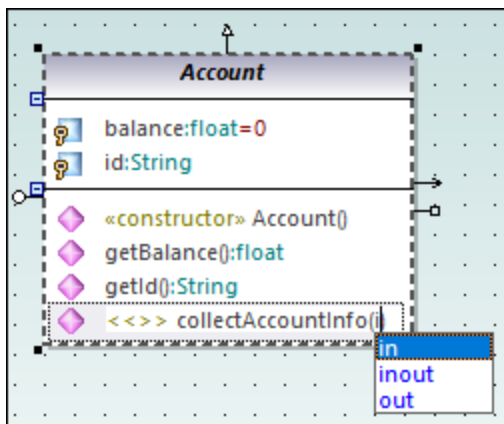 Account
balance:float=0
id:String
«constructor» Account()
getBalance():float
getId():String
<<>> collectAccountInfo(i)
in
inout
out